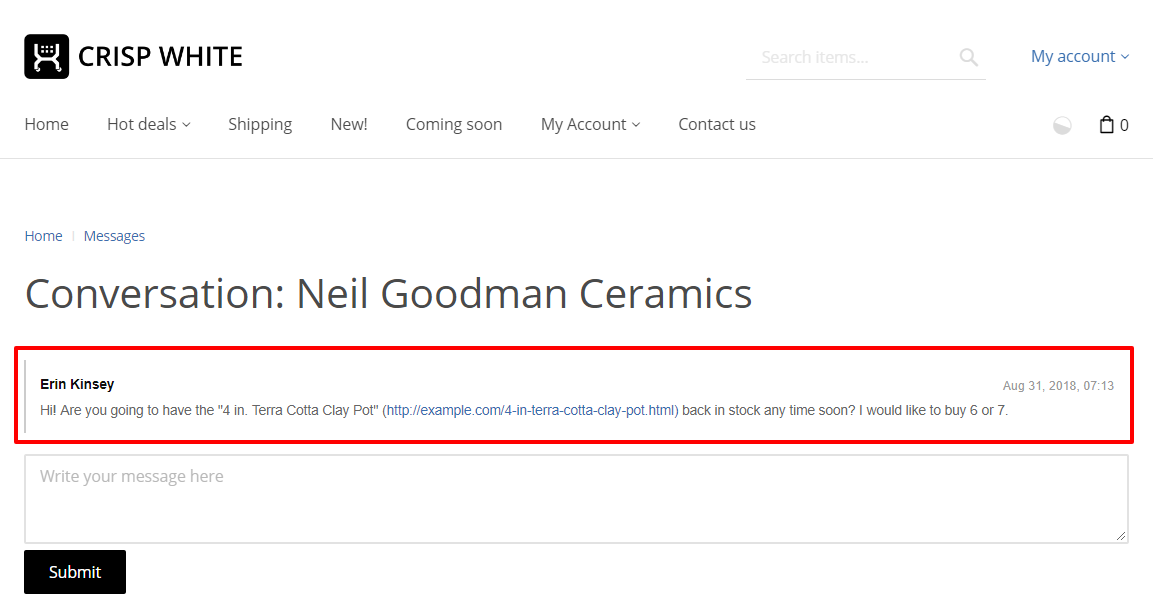 CRISP WHITE
Search items...
My account
Home
Hot deals
Shipping
New!
Coming soon
My Account
Contact us
0
Home
Messages
Conversation: Neil Goodman Ceramics
Erin Kinsey
Aug 31, 2018, 07:13
Hi! Are you going to have the "4 in. Terra Cotta Clay Pot" (http://example.com/4-in-terra-cotta-clay-pot.html) back in stock any time soon? I would like to buy 6 or 7.
Write your message here
Submit